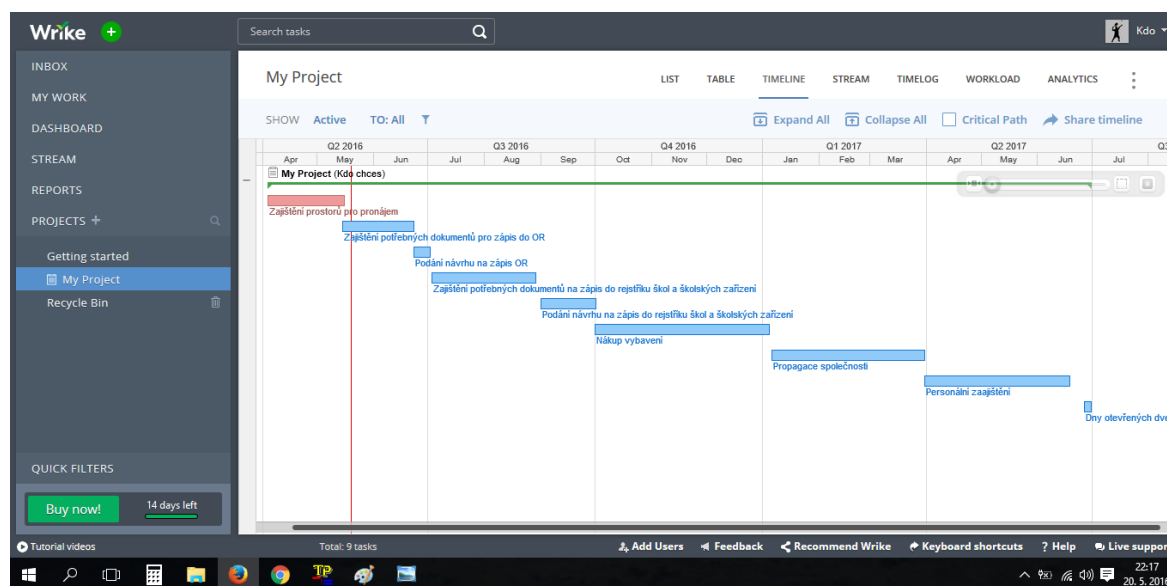 Wrike
Search tasks
Kdo
INBOX
MY WORK
DASHBOARD
STREAM
REPORTS
PROJECTS +
Getting started
My Project
Recycle Bin
QUICK FILTERS
Buy now! 14 days left
My Project
LIST TABLE TIMELINE STREAM TIMELOG WORKLOAD ANALYTICS
SHOW Active TO: All
Expand All Collapse All Critical Path Share timeline
Q2 2016 Q3 2016 Q4 2016 Q1 2017 Q2 2017 Q3
Apr May Jun Jul Aug Sep Oct Nov Dec Jan Feb Mar Apr May Jun Jul
My Project (Kdo chces)
Zajištění prostorů pro pronájem
Zajištění potřebných dokumentů pro zápis do OR
Podání návrhu na zápis OR
Zajištění potřebných dokumentů na zápis do rejstříku škol a školských zařízení
Podání návrhu na zápis do rejstříku škol a školských zařízení
Nákup vybavení
Propagace společnosti
Personální zaajištění
Dny otevřených dve
Tutorial videos
Total: 9 tasks
Add Users Feedback Recommend Wrike Keyboard shortcuts ? Help Live suppor
22:17
20. 5. 2016